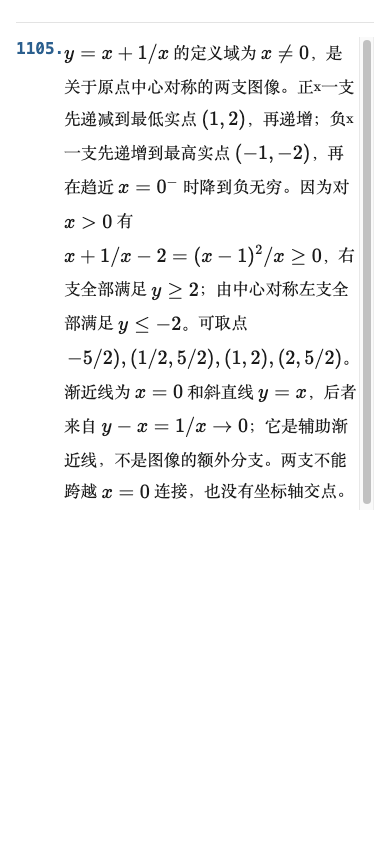 1105. y = x + 1/x 的定义域为 x ≠ 0，是
关于原点中心对称的两支图像。正x一支
先递减到最低实点 (1, 2)，再递增；负x
一支先递增到最高实点 (−1, −2)，再
在趋近 x = 0⁻ 时降到负无穷。因为对
x > 0 有
x + 1/x − 2 = (x − 1)²/x ≥ 0，右
支全部满足 y ≥ 2；由中心对称左支全
部满足 y ≤ −2。可取点
−5/2), (1/2, 5/2), (1, 2), (2, 5/2)。
渐近线为 x = 0 和斜直线 y = x，后者
来自 y − x = 1/x → 0；它是辅助渐
近线，不是图像的额外分支。两支不能
跨越 x = 0 连接，也没有坐标轴交点。